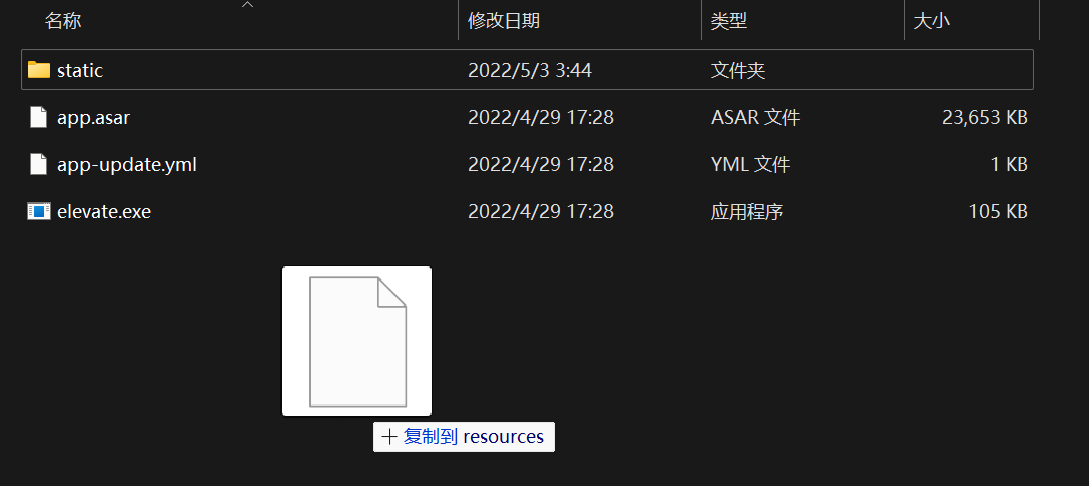 名称 修改日期 类型 大小
static 2022/5/3 3:44 文件夹
app.asar 2022/4/29 17:28 ASAR 文件 23,653 KB
app-update.yml 2022/4/29 17:28 YML 文件 1 KB
elevate.exe 2022/4/29 17:28 应用程序 105 KB
复制到 resources